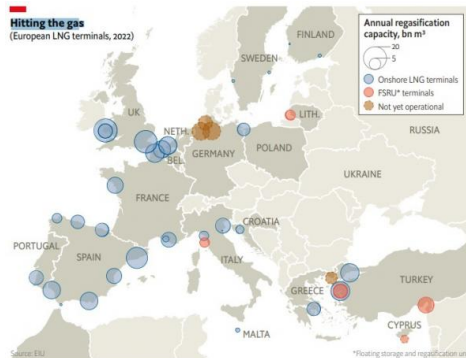 Hitting the gas
(European LNG terminals, 2022)
Annual regasification
capacity, bn m³
20
5
Onshore LNG terminals
FSRU* terminals
Not yet operational
FINLAND
SWEDEN
LITH.
RUSSIA
UK
NETH.
BEL.
GERMANY
POLAND
UKRAINE
FRANCE
CROATIA
PORTUGAL
SPAIN
ITALY
GREECE
TURKEY
CYPRUS
MALTA
Source: EIU
*Floating storage and regasification un